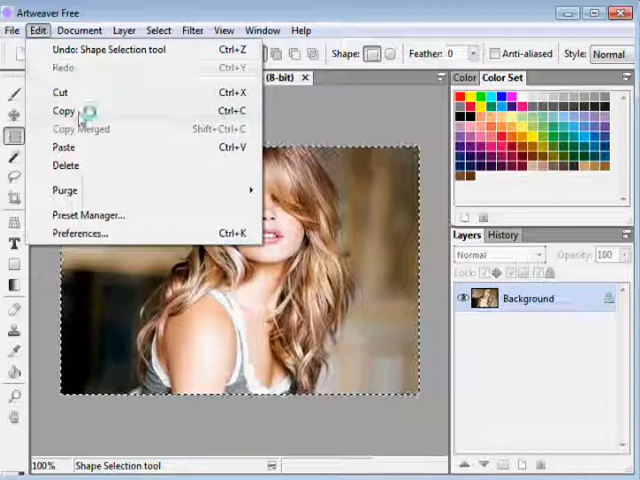 Artweaver Free
File Edit Document Layer Select Filter View Window Help
Shape: Feather: 0 Anti-aliased Style: Normal
(8-bit)
Undo: Shape Selection tool Ctrl+Z
Redo Ctrl+Y
Cut Ctrl+X
Copy Ctrl+C
Copy Merged Shift+Ctrl+C
Paste Ctrl+V
Delete
Purge
Preset Manager...
Preferences... Ctrl+K
Color Color Set
Layers History
Normal Opacity: 100
Lock:
Background
100% Shape Selection tool